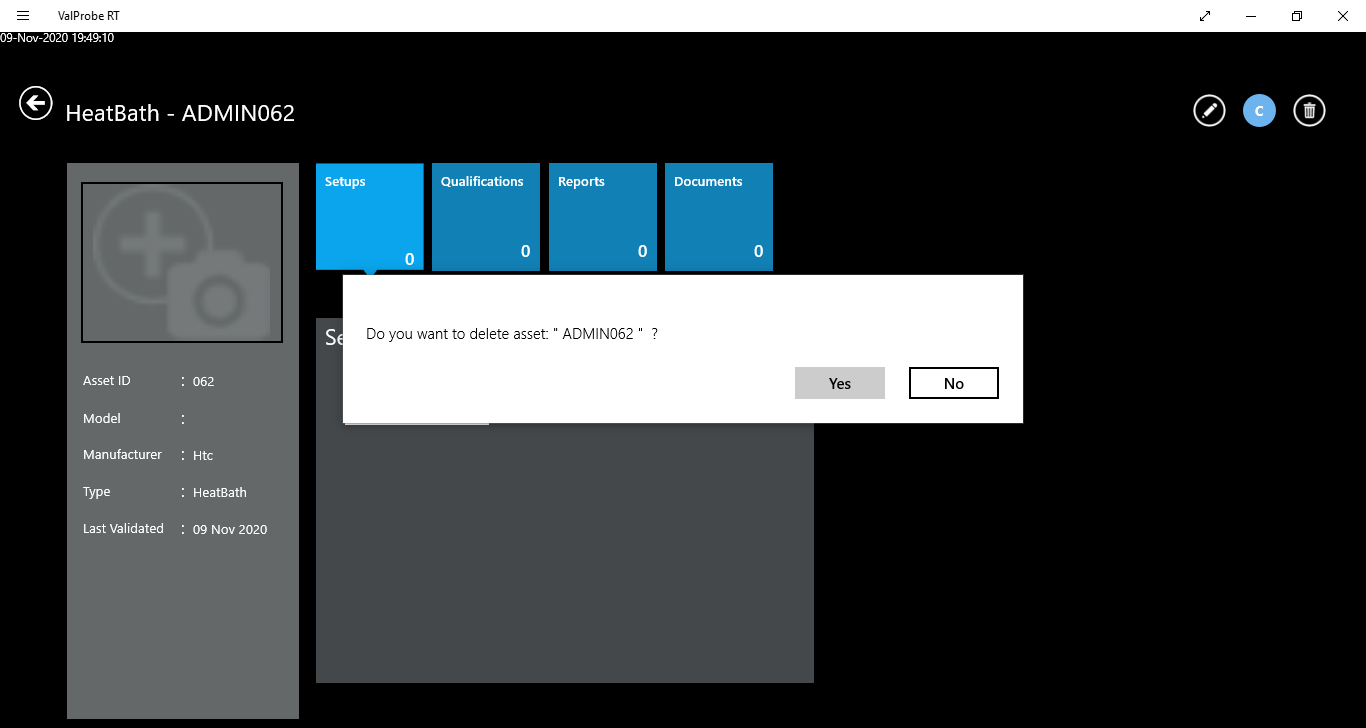 ValProbe RT
09-Nov-2020 19:49:10
HeatBath - ADMIN062
C
Setups
0
Qualifications
0
Reports
0
Documents
0
Se
Do you want to delete asset: " ADMIN062 " ?
Yes
No
Asset ID : 062
Model :
Manufacturer : Htc
Type : HeatBath
Last Validated : 09 Nov 2020